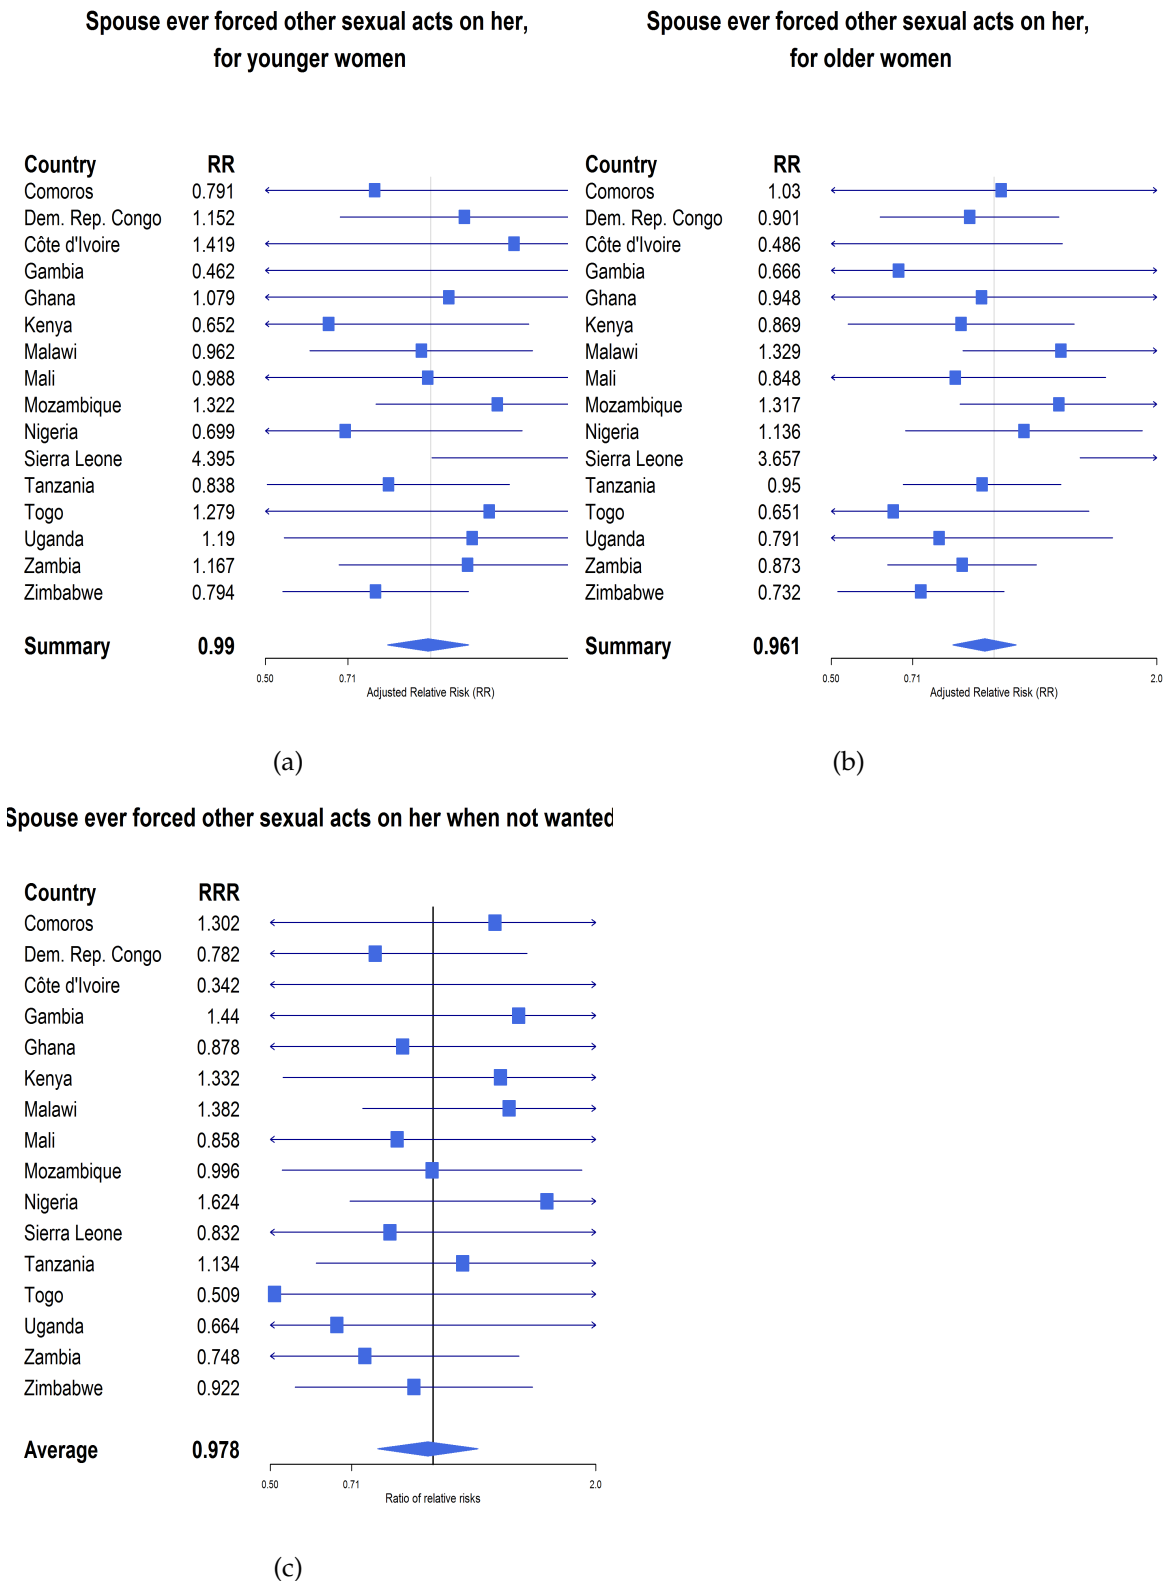 Spouse ever forced other sexual acts on her,
for younger women
Country RR
Comoros 0.791
Dem. Rep. Congo 1.152
Côte d'Ivoire 1.419
Gambia 0.462
Ghana 1.079
Kenya 0.652
Malawi 0.962
Mali 0.988
Mozambique 1.322
Nigeria 0.699
Sierra Leone 4.395
Tanzania 0.838
Togo 1.279
Uganda 1.19
Zambia 1.167
Zimbabwe 0.794
Summary 0.99
0.50 0.71
Adjusted Relative Risk (RR)
(a)
Spouse ever forced other sexual acts on her,
for older women
Country RR
Comoros 1.03
Dem. Rep. Congo 0.901
Côte d'Ivoire 0.486
Gambia 0.666
Ghana 0.948
Kenya 0.869
Malawi 1.329
Mali 0.848
Mozambique 1.317
Nigeria 1.136
Sierra Leone 3.657
Tanzania 0.95
Togo 0.651
Uganda 0.791
Zambia 0.873
Zimbabwe 0.732
Summary 0.961
0.50 0.71 2.0
Adjusted Relative Risk (RR)
(b)
Spouse ever forced other sexual acts on her when not wanted
Country RRR
Comoros 1.302
Dem. Rep. Congo 0.782
Côte d'Ivoire 0.342
Gambia 1.44
Ghana 0.878
Kenya 1.332
Malawi 1.382
Mali 0.858
Mozambique 0.996
Nigeria 1.624
Sierra Leone 0.832
Tanzania 1.134
Togo 0.509
Uganda 0.664
Zambia 0.748
Zimbabwe 0.922
Average 0.978
0.50 0.71 2.0
Ratio of relative risks
(c)